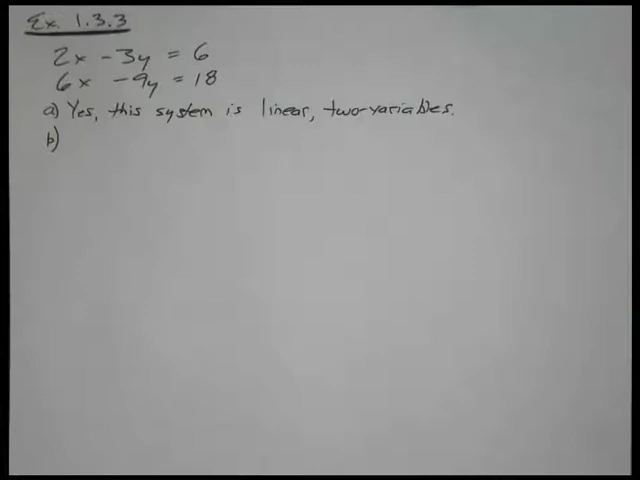 Ex. 1.3.3
2x - 3y = 6
6x - 9y = 18
a) Yes, this system is linear, two variables.
b)